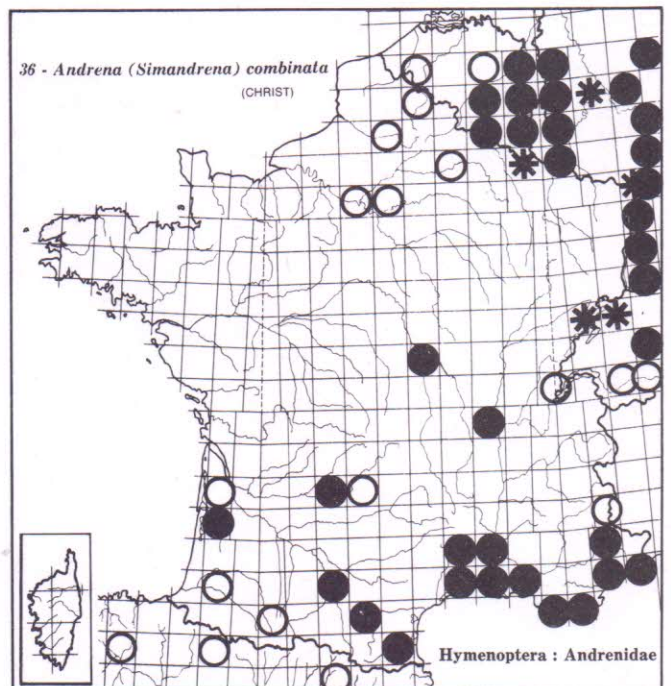 36 - Andrena (Simandrena) combinata
(CHRIST)
Hymenoptera : Andrenidae